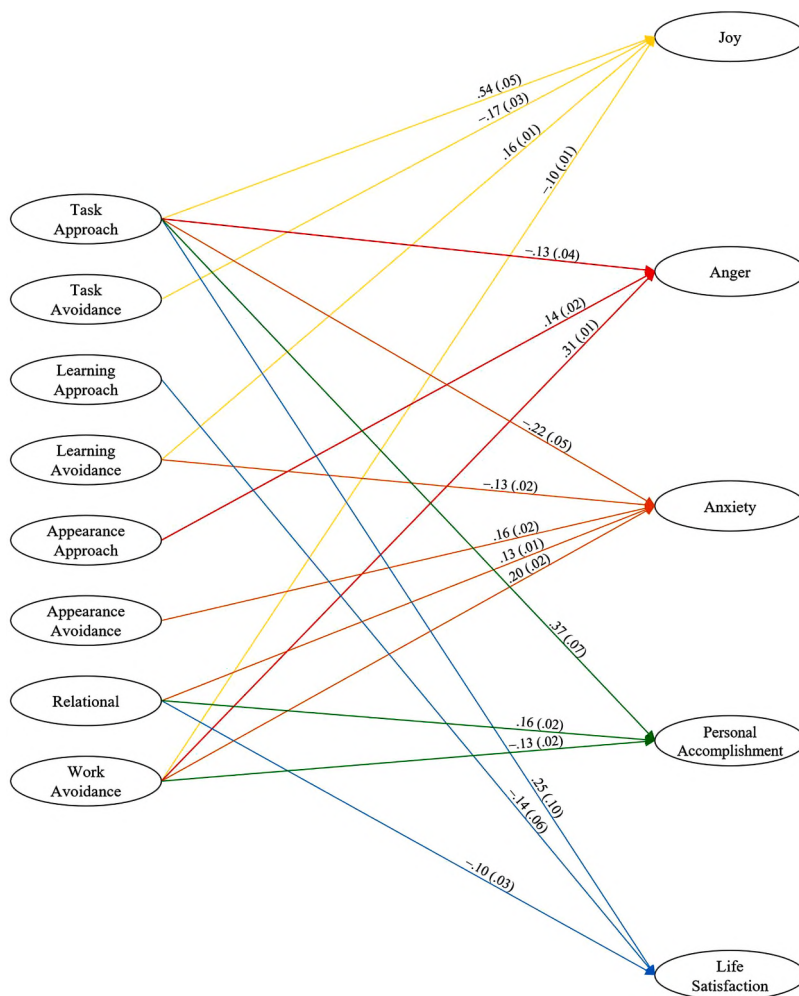 Joy
.54 (.05)
−.17 (.03)
.16 (.01)
−.10 (.01)
Task
Approach
−.13 (.04)
Anger
Task
Avoidance
.14 (.02)
.31 (.01)
Learning
Approach
−.22 (.05)
Learning
Avoidance
−.13 (.02)
Anxiety
Appearance
Approach
.16 (.02)
.13 (.01)
.20 (.02)
Appearance
Avoidance
.37 (.07)
Relational
.16 (.02)
−.13 (.02)
Personal
Accomplishment
Work
Avoidance
.25 (.10)
−.14 (.06)
−.10 (.03)
Life
Satisfaction